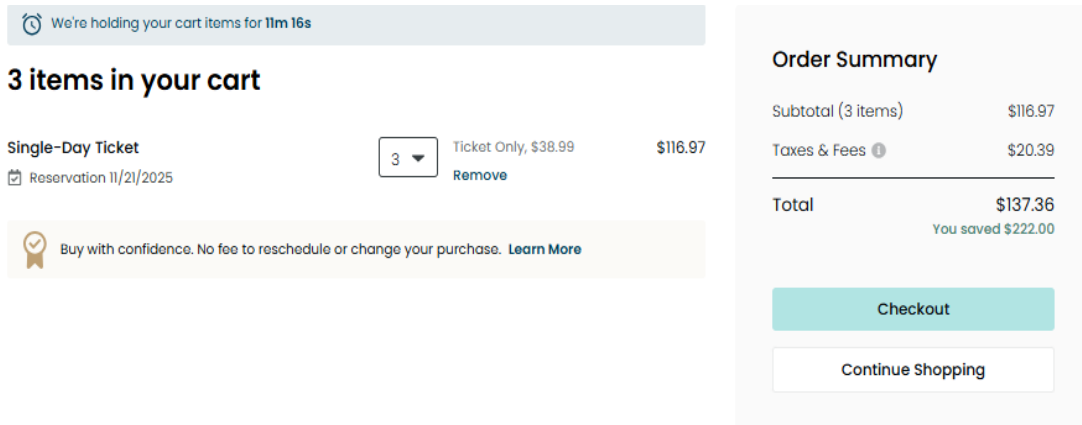 We're holding your cart items for 11m 16s
3 items in your cart
Single-Day Ticket
Reservation 11/21/2025
3
Ticket Only, $38.99
Remove
$116.97
Buy with confidence. No fee to reschedule or change your purchase. Learn More
Order Summary
Subtotal (3 items) $116.97
Taxes & Fees $20.39
Total $137.36
You saved $222.00
Checkout
Continue Shopping